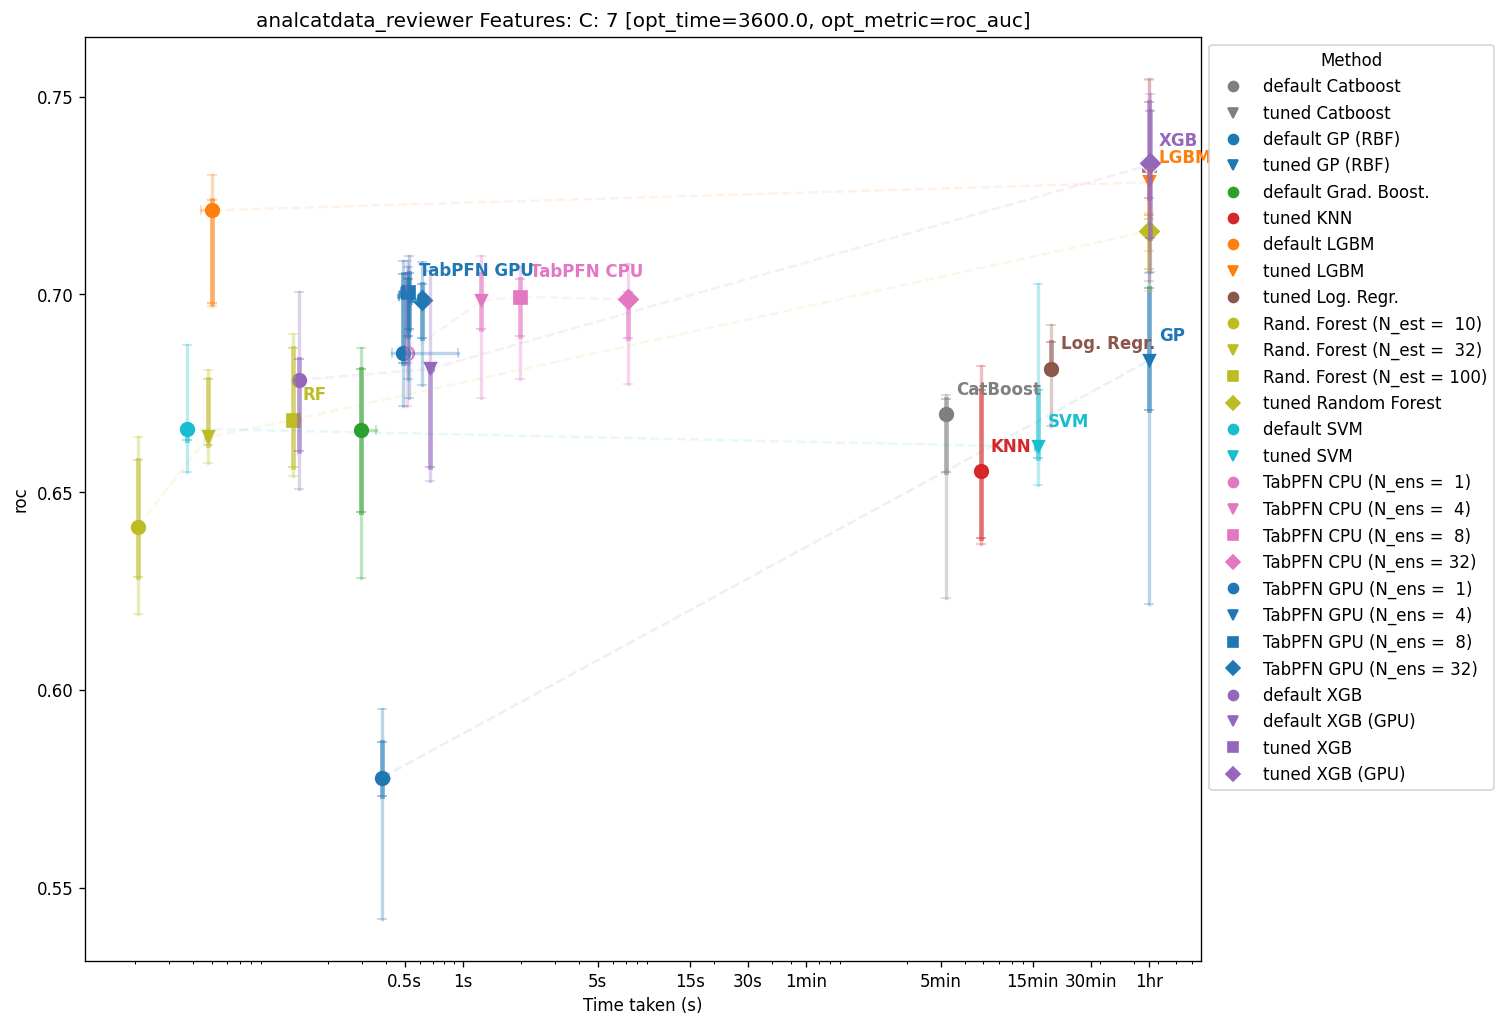 analcatdata_reviewer Features: C: 7 [opt_time=3600.0, opt_metric=roc_auc]
roc
0.75
0.70
0.65
0.60
0.55
XGB
LGBM
TabPFN GPU
TabPFN CPU
GP
Log. Regr.
CatBoost
RF
SVM
KNN
0.5s 1s 5s 15s 30s 1min 5min 15min 30min 1hr
Time taken (s)
Method
default Catboost
tuned Catboost
default GP (RBF)
tuned GP (RBF)
default Grad. Boost.
tuned KNN
default LGBM
tuned LGBM
tuned Log. Regr.
Rand. Forest (N_est =  10)
Rand. Forest (N_est =  32)
Rand. Forest (N_est = 100)
tuned Random Forest
default SVM
tuned SVM
TabPFN CPU (N_ens =  1)
TabPFN CPU (N_ens =  4)
TabPFN CPU (N_ens =  8)
TabPFN CPU (N_ens = 32)
TabPFN GPU (N_ens =  1)
TabPFN GPU (N_ens =  4)
TabPFN GPU (N_ens =  8)
TabPFN GPU (N_ens = 32)
default XGB
default XGB (GPU)
tuned XGB
tuned XGB (GPU)